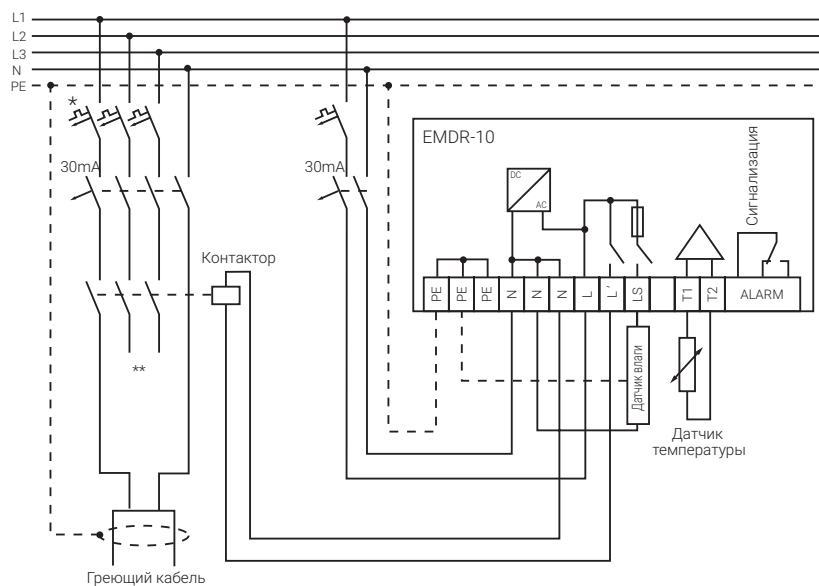 L1
L2
L3
N
PE
*
30mA
30mA
EMDR-10
DC
AC
Сигнализация
Контактор
PE
PE
PE
N
N
N
L
L´
LS
T1
T2
ALARM
**
Датчик влаги
Датчик
температуры
Греющий кабель